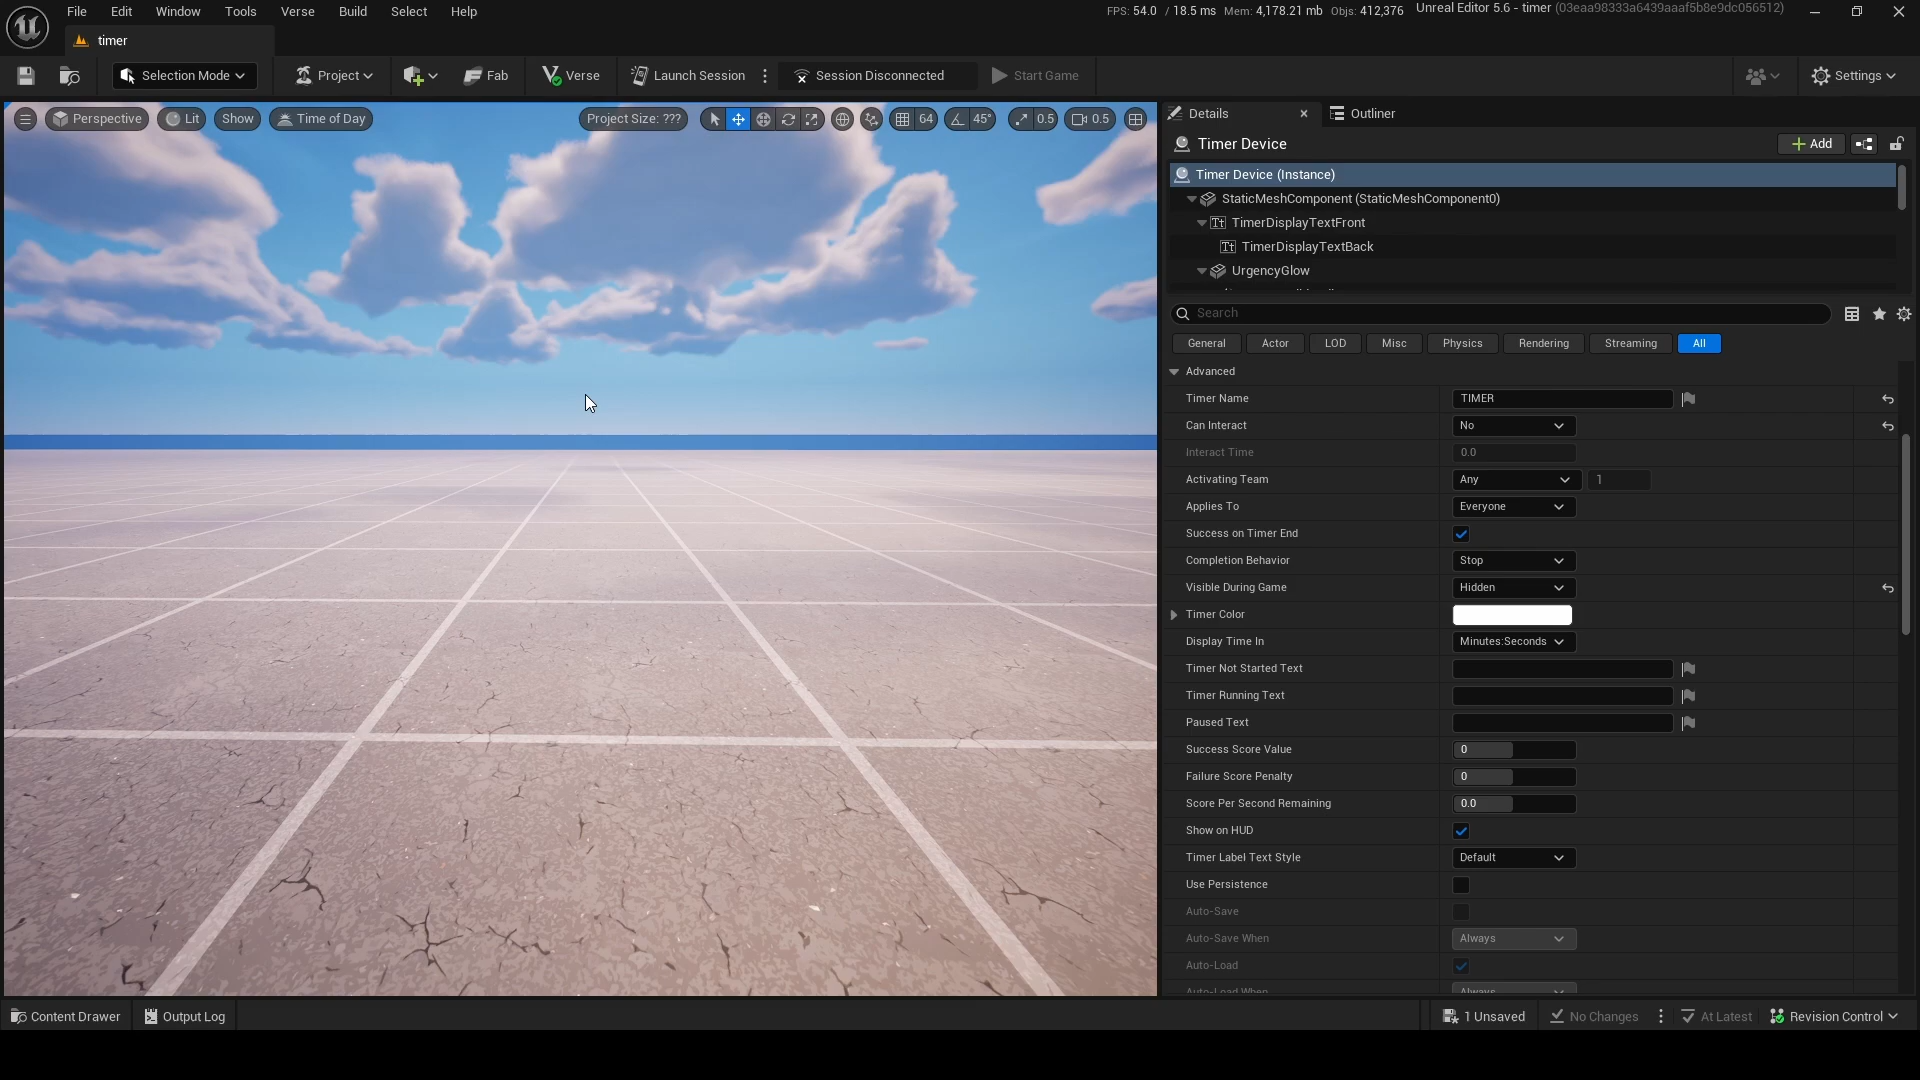 File Edit Window Tools Verse Build Select Help
FPS: 54.0 / 18.5 ms Mem: 4,178.21 mb Objs: 412,376 Unreal Editor 5.6 - timer (03eaa98333a6439aaaf5b8e9dc056512)
timer
Selection Mode Project Fab Verse Launch Session Session Disconnected Start Game Settings
Perspective Lit Show Time of Day Project Size: ??? 64 45° 0.5 0.5
Details Outliner
Timer Device Add
Timer Device (Instance)
StaticMeshComponent (StaticMeshComponent0)
TimerDisplayTextFront
TimerDisplayTextBack
UrgencyGlow
Search
General Actor LOD Misc Physics Rendering Streaming All
Advanced
Timer Name TIMER
Can Interact No
Interact Time 0.0
Activating Team Any 1
Applies To Everyone
Success on Timer End
Completion Behavior Stop
Visible During Game Hidden
Timer Color
Display Time In Minutes:Seconds
Timer Not Started Text
Timer Running Text
Paused Text
Success Score Value 0
Failure Score Penalty 0
Score Per Second Remaining 0.0
Show on HUD
Timer Label Text Style Default
Use Persistence
Auto-Save
Auto-Save When Always
Auto-Load
Auto-Load When Always
Content Drawer Output Log 1 Unsaved No Changes At Latest Revision Control